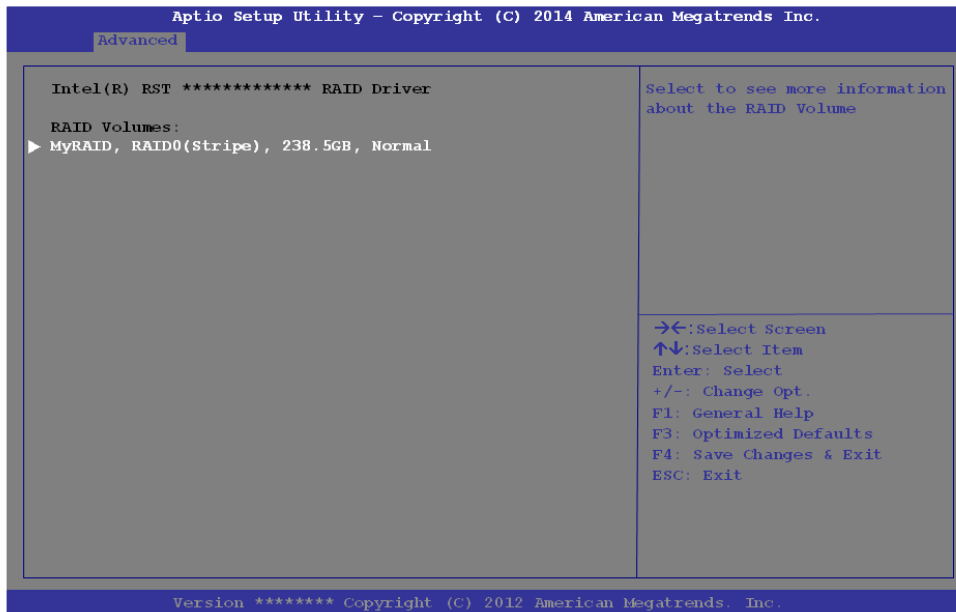 Aptio Setup Utility – Copyright (C) 2014 American Megatrends Inc.
Advanced
Intel(R) RST ************* RAID Driver
RAID Volumes:
▶ MyRAID, RAID0(Stripe), 238.5GB, Normal
Select to see more information
about the RAID Volume
→←:Select Screen
↑↓:Select Item
Enter: Select
+/-: Change Opt.
F1: General Help
F3: Optimized Defaults
F4: Save Changes & Exit
ESC: Exit
Version ******** Copyright (C) 2012 American Megatrends. Inc.